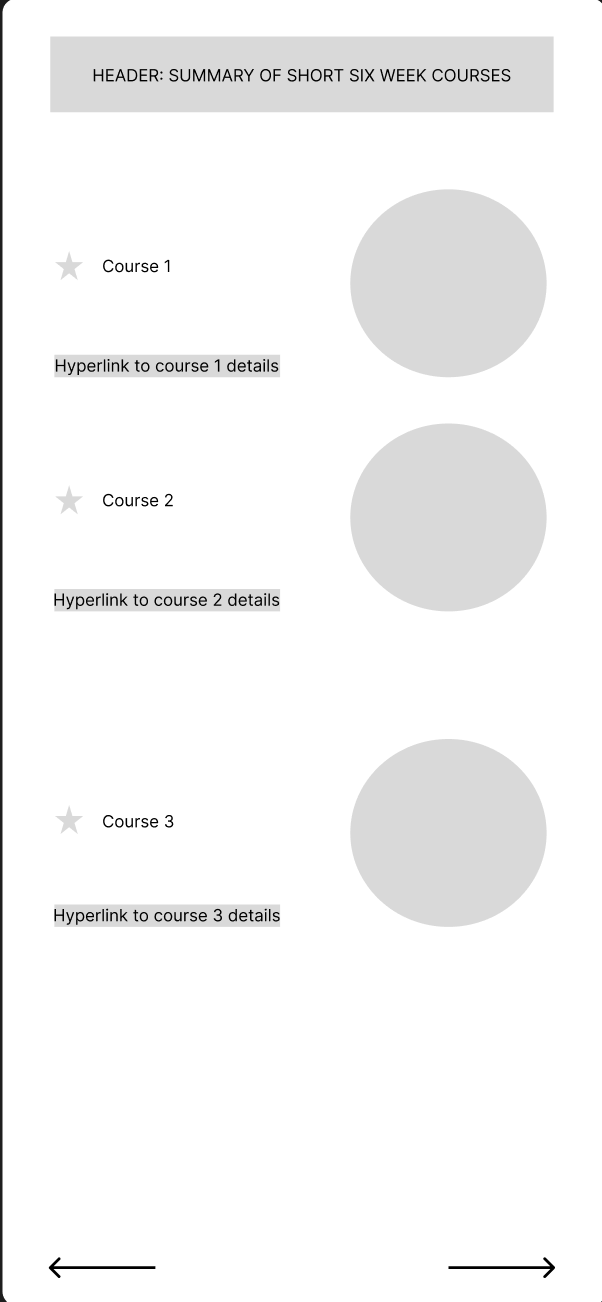 HEADER: SUMMARY OF SHORT SIX WEEK COURSES
Course 1
Hyperlink to course 1 details
Course 2
Hyperlink to course 2 details
Course 3
Hyperlink to course 3 details